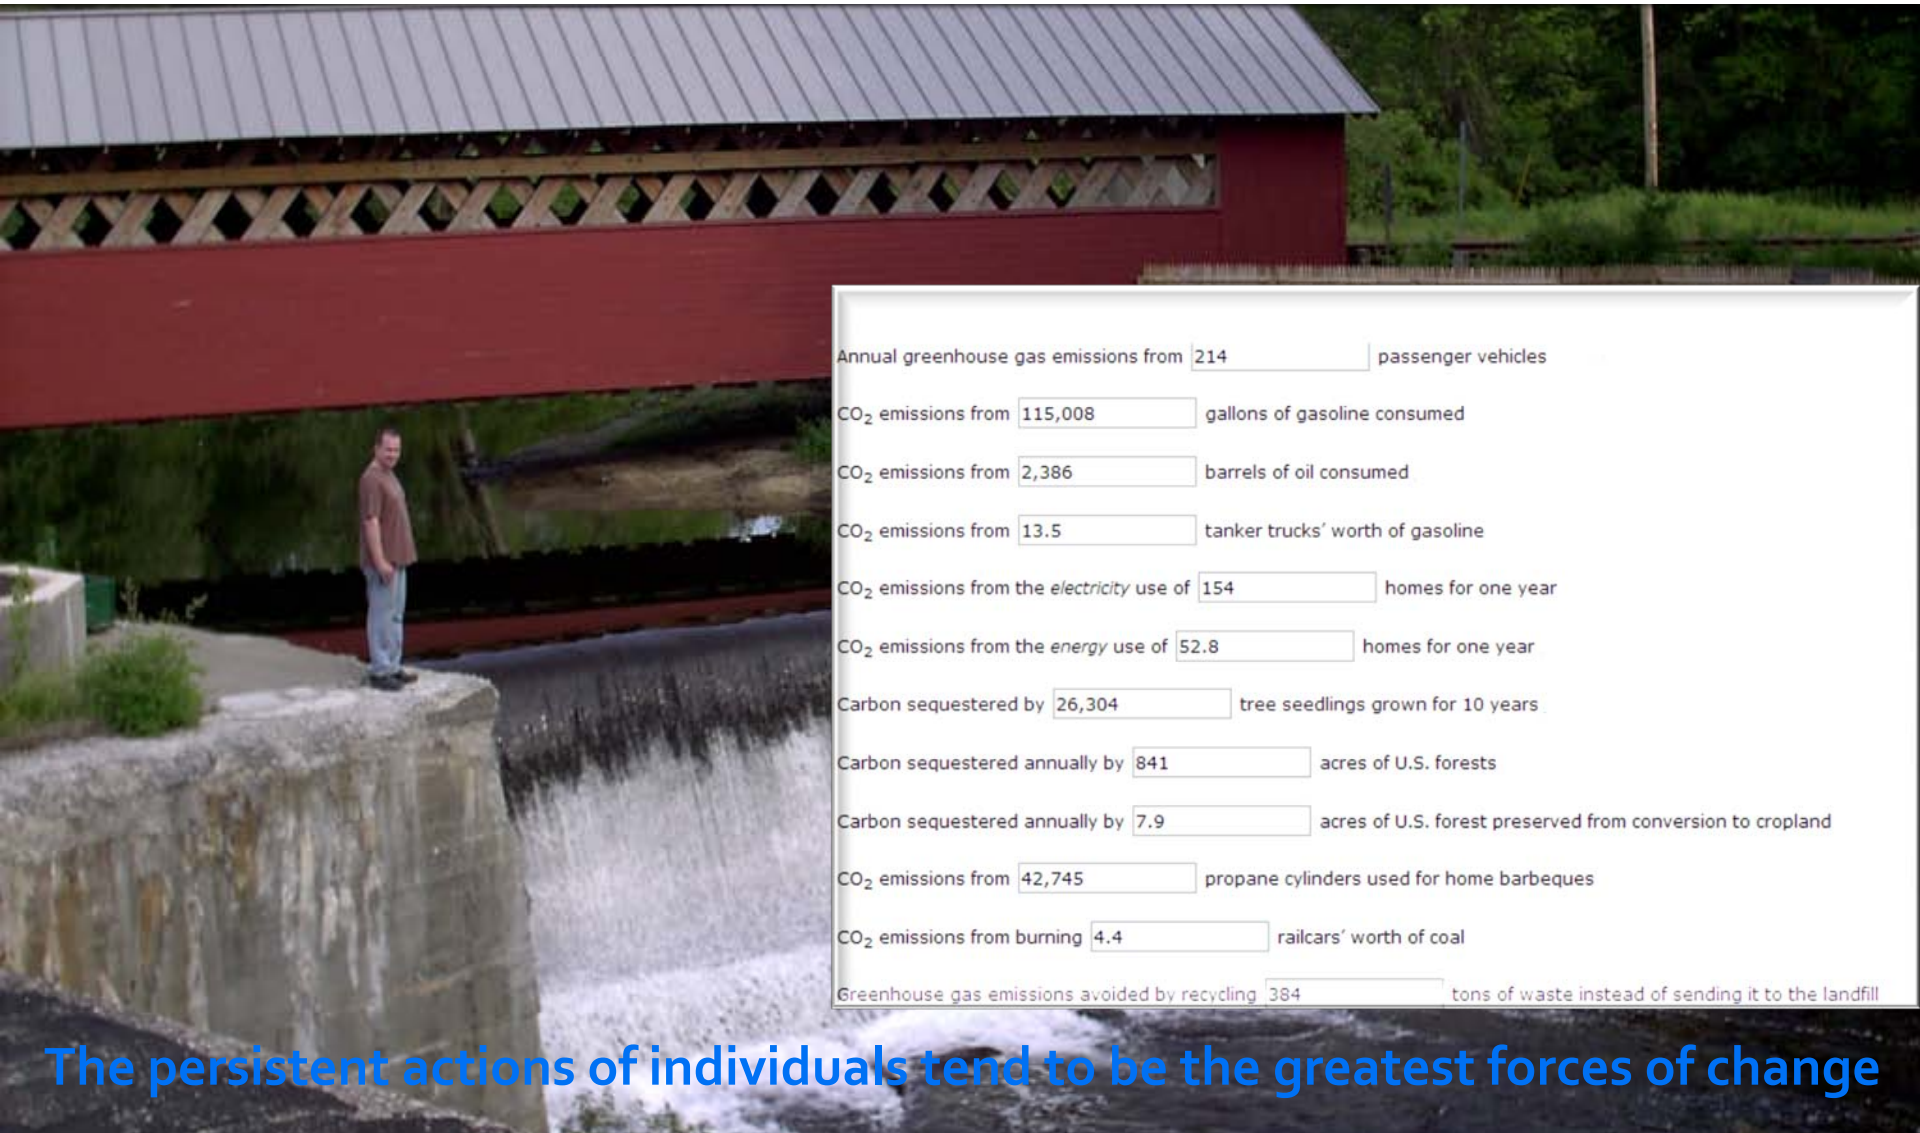 Annual greenhouse gas emissions from 214 passenger vehicles
CO₂ emissions from 115,008 gallons of gasoline consumed
CO₂ emissions from 2,386 barrels of oil consumed
CO₂ emissions from 13.5 tanker trucks’ worth of gasoline
CO₂ emissions from the electricity use of 154 homes for one year
CO₂ emissions from the energy use of 52.8 homes for one year
Carbon sequestered by 26,304 tree seedlings grown for 10 years
Carbon sequestered annually by 841 acres of U.S. forests
Carbon sequestered annually by 7.9 acres of U.S. forest preserved from conversion to cropland
CO₂ emissions from 42,745 propane cylinders used for home barbeques
CO₂ emissions from burning 4.4 railcars’ worth of coal
Greenhouse gas emissions avoided by recycling 384 tons of waste instead of sending it to the landfill
The persistent actions of individuals tend to be the greatest forces of change